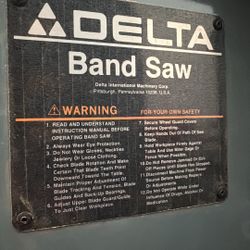 DELTA
Band Saw
Delta International Machinery Corp.
Pittsburgh, Pennsylvania 15238, U.S.A.
WARNING
FOR YOUR OWN SAFETY
1. READ AND UNDERSTAND
INSTRUCTION MANUAL BEFORE
OPERATING BAND SAW.
2. Always Wear Eye Protection.
3. Do Not Wear Gloves, Neckties
Jewelry Or Loose Clothing.
4. Check Blade Rotation And Make
Certain That Blade Teeth Point
Downward Toward The Table.
5. Maintain Proper Adjustment Of
Blade Tracking And Tension, Blade
Guides And Back-Up Bearings.
6. Adjust Upper Blade Guard/Guide
To Just Clear Workpiece.
7. Secure Wheel Guard Covers
Before Operating.
8. Keep Hands Out Of Path Of Saw
Blade.
9. Hold Workpiece Firmly Against
Table And Use Miter Gage Or
Fence When Possible.
10. Do Not Remove Jammed Or Cut-
Off Pieces Until Blade Has Stopped.
11. Disconnect Machine From Power
Source Before Making Repairs
Or Adjustments.
12. Do Not Operate While Under
Influence Of Drugs, Alcohol Or
Medication.